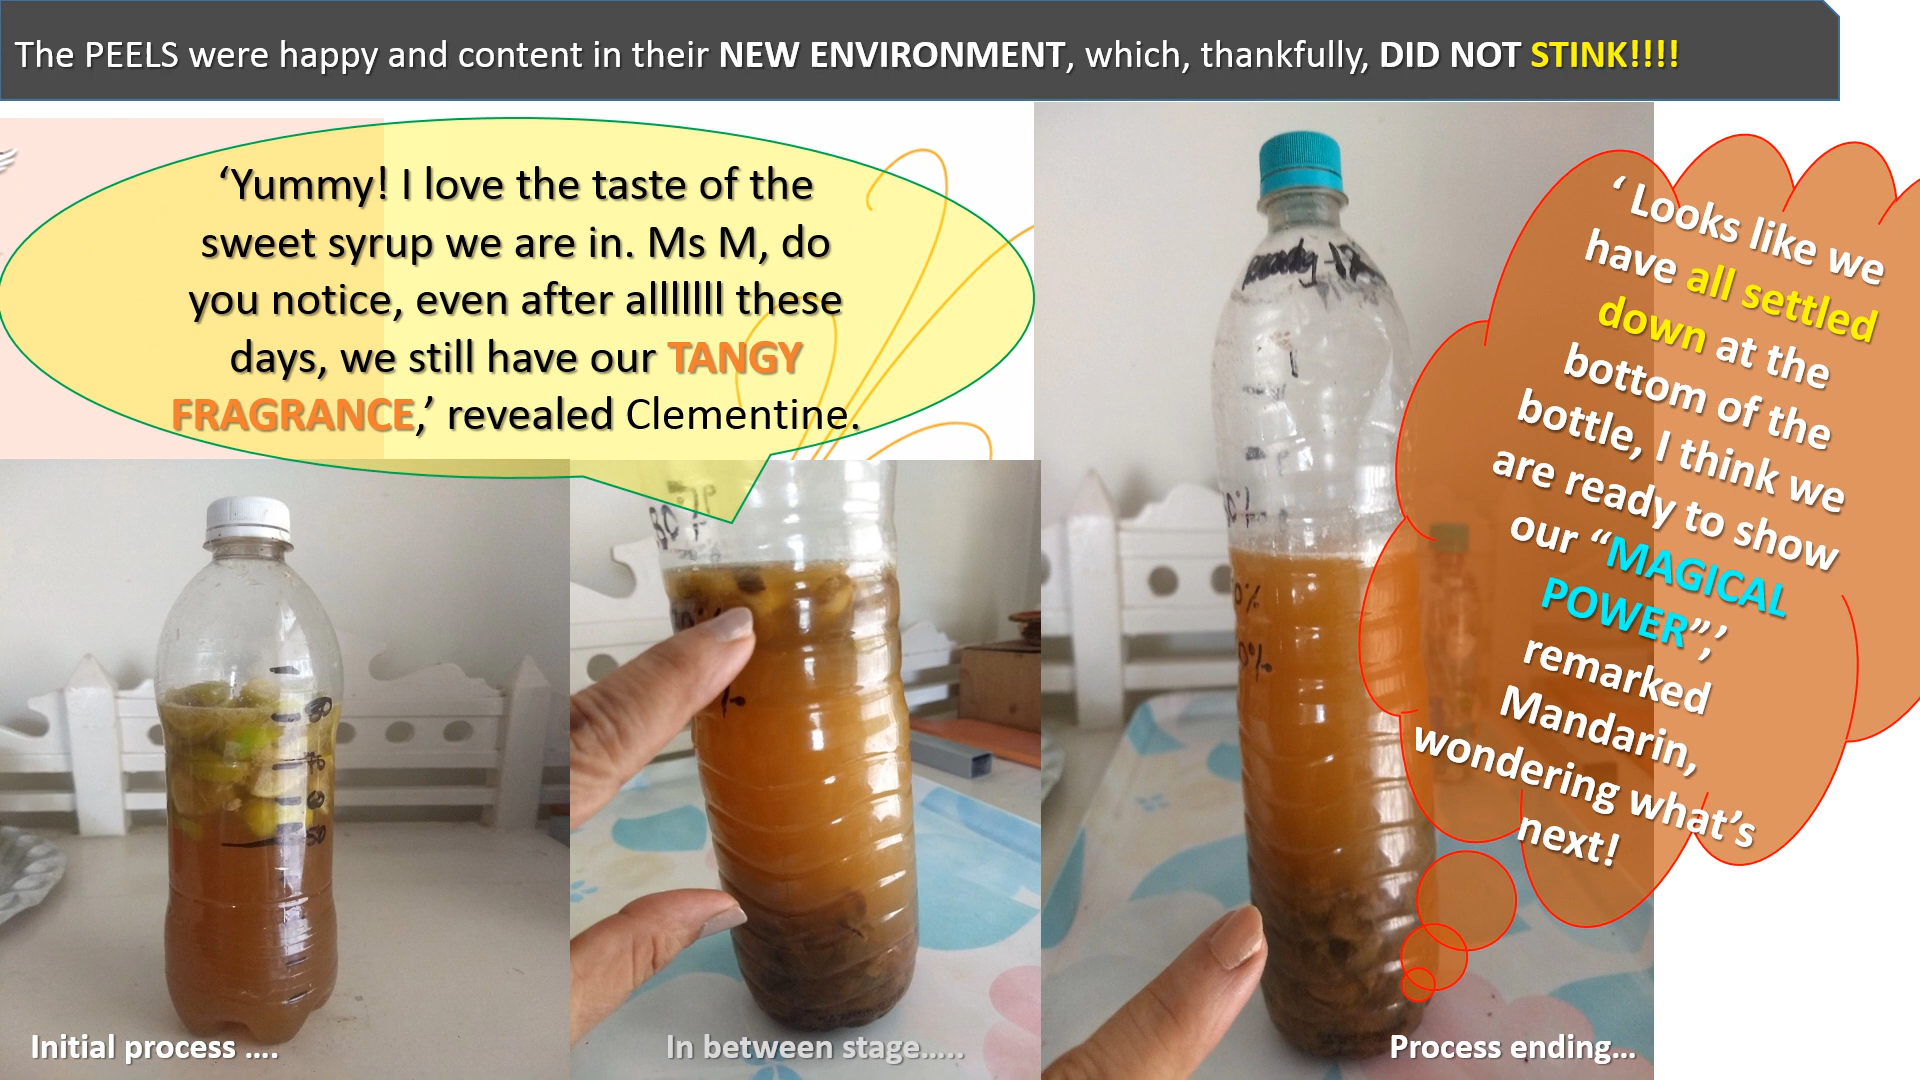 The PEELS were happy and content in their NEW ENVIRONMENT, which, thankfully, DID NOT STINK!!!!
‘Yummy! I love the taste of the
sweet syrup we are in. Ms M, do
you notice, even after alllllll these
days, we still have our TANGY
FRAGRANCE,’ revealed Clementine.
‘ Looks like we
have all settled
down at the
bottom of the
bottle, I think we
are ready to show
our “MAGICAL
POWER”,’
remarked
Mandarin,
wondering what’s
next!
80
50
80 %
Initial process ….
In between stage…..
Process ending…